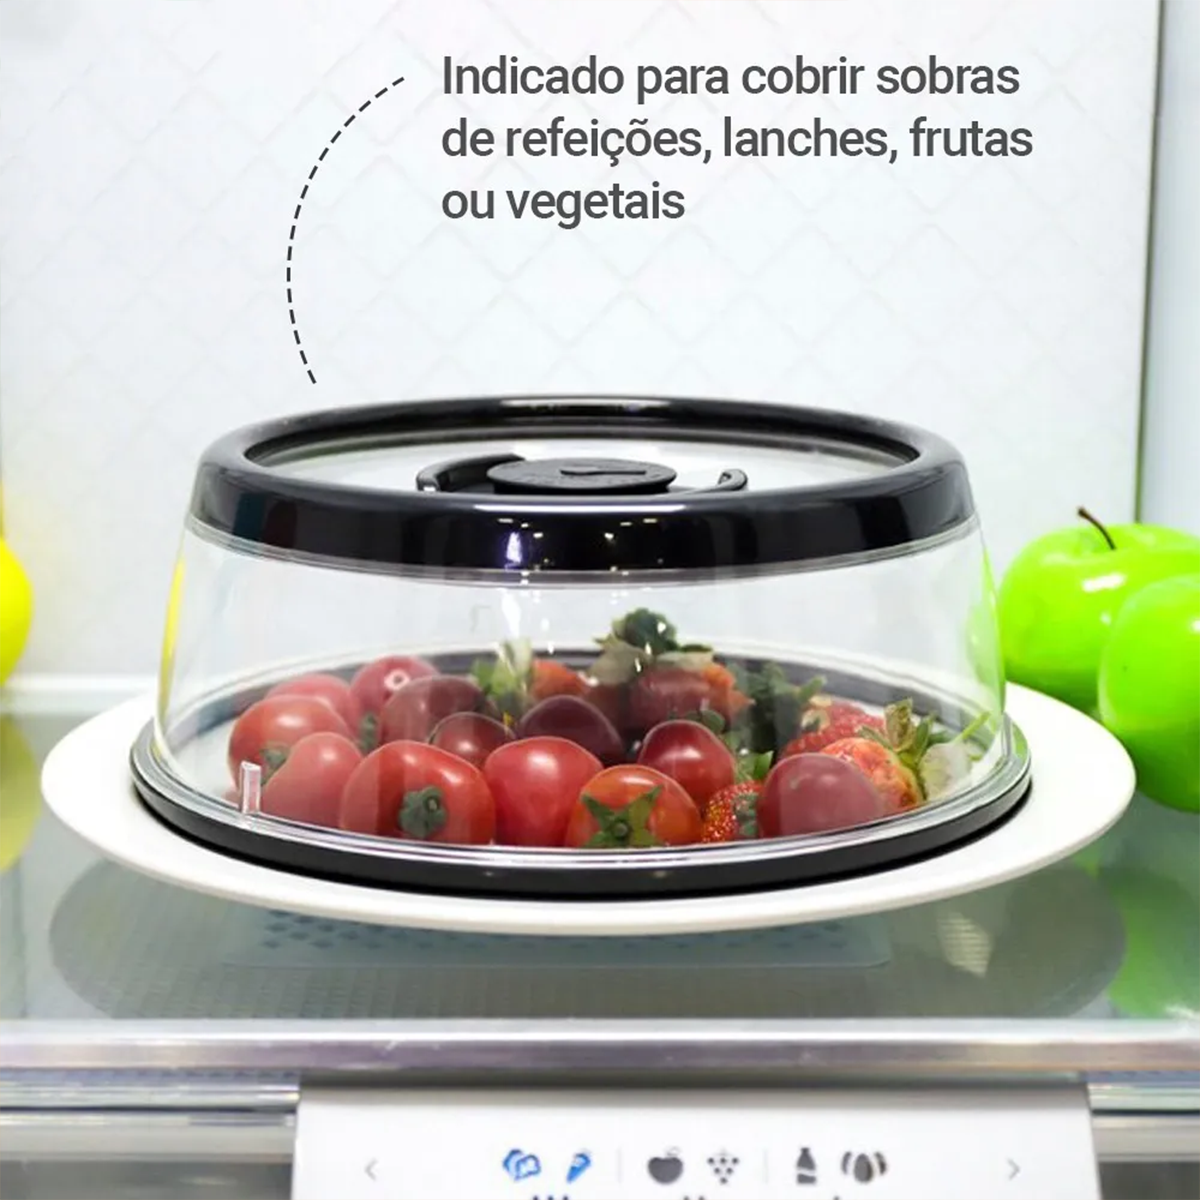 Indicado para cobrir sobras
de refeições, lanches, frutas
ou vegetais